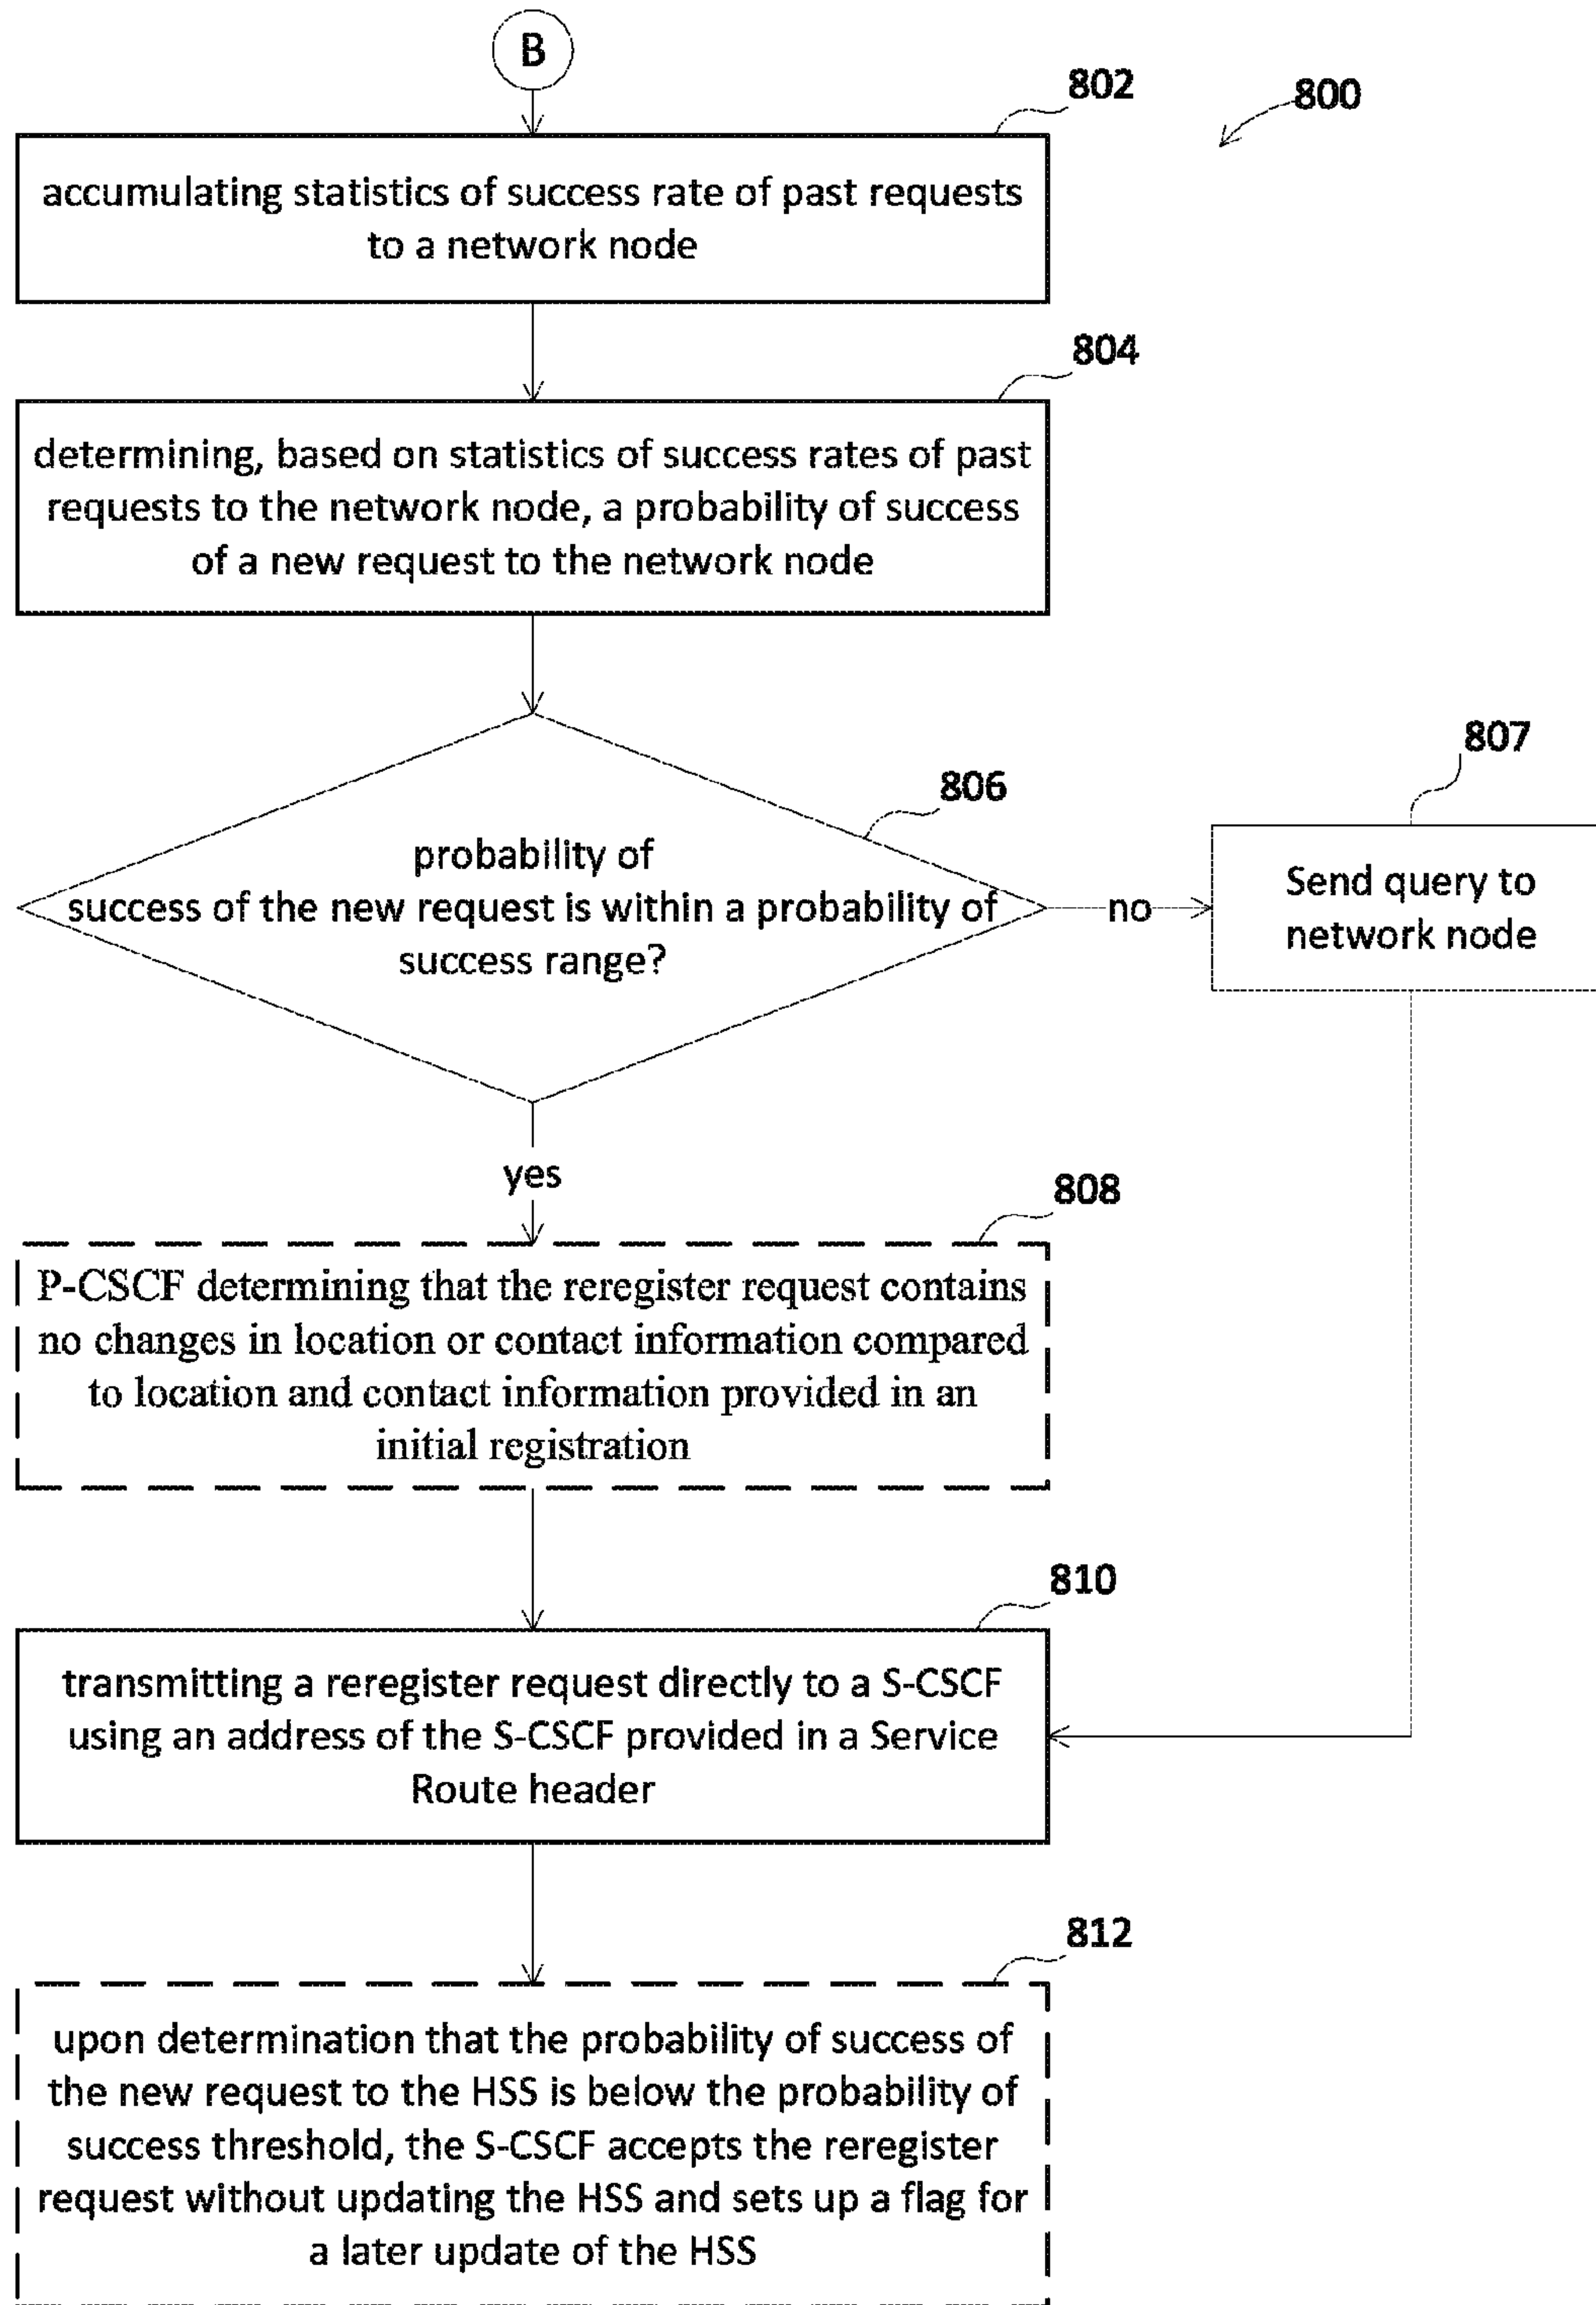 B
802
800
accumulating statistics of success rate of past requests
to a network node
804
determining, based on statistics of success rates of past
requests to the network node, a probability of success
of a new request to the network node
807
806
probability of
success of the new request is within a probability of
success range?
no
Send query to
network node
yes
808
P-CSCF determining that the reregister request contains
no changes in location or contact information compared
to location and contact information provided in an
initial registration
810
transmitting a reregister request directly to a S-CSCF
using an address of the S-CSCF provided in a Service
Route header
812
upon determination that the probability of success of
the new request to the HSS is below the probability of
success threshold, the S-CSCF accepts the reregister
request without updating the HSS and sets up a flag for
a later update of the HSS